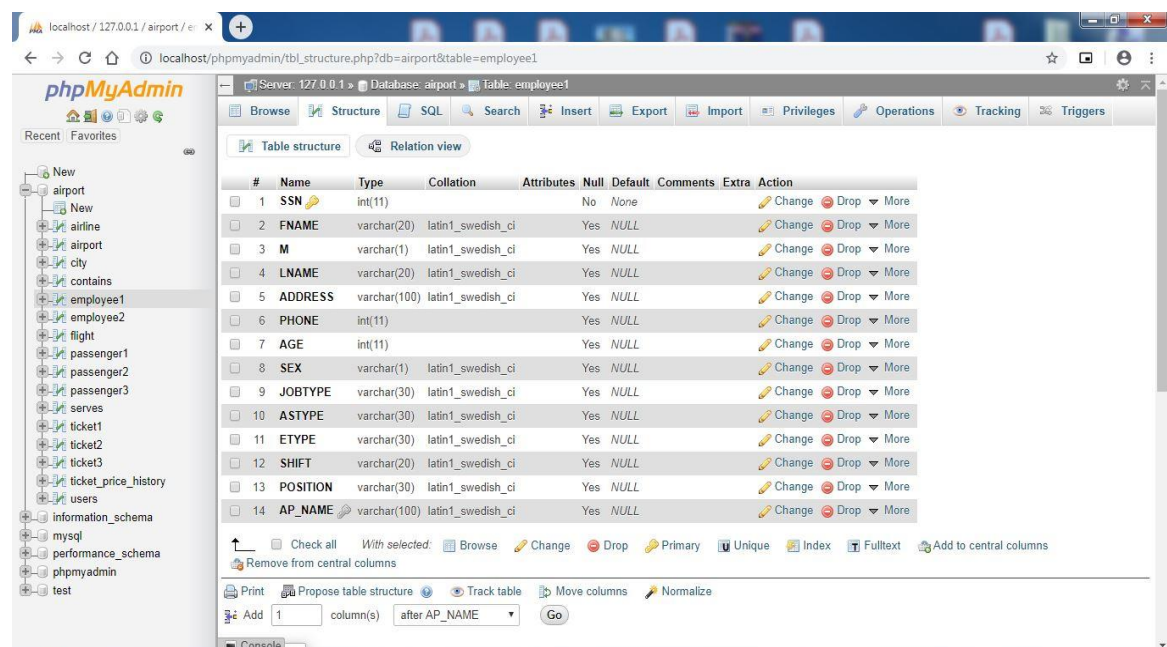 localhost / 127.0.0.1 / airport / e
localhost/phpmyadmin/tbl_structure.php?db=airport&table=employee1
phpMyAdmin
Recent Favorites
New
airport
New
airline
airport
city
contains
employee1
employee2
flight
passenger1
passenger2
passenger3
serves
ticket1
ticket2
ticket3
ticket_price_history
users
information_schema
mysql
performance_schema
phpmyadmin
test
Server: 127.0.0.1 » Database: airport » Table: employee1
Browse Structure SQL Search Insert Export Import Privileges Operations Tracking Triggers
Table structure Relation view
# Name Type Collation Attributes Null Default Comments Extra Action
1 SSN int(11) No None Change Drop More
2 FNAME varchar(20) latin1_swedish_ci Yes NULL Change Drop More
3 M varchar(1) latin1_swedish_ci Yes NULL Change Drop More
4 LNAME varchar(20) latin1_swedish_ci Yes NULL Change Drop More
5 ADDRESS varchar(100) latin1_swedish_ci Yes NULL Change Drop More
6 PHONE int(11) Yes NULL Change Drop More
7 AGE int(11) Yes NULL Change Drop More
8 SEX varchar(1) latin1_swedish_ci Yes NULL Change Drop More
9 JOBTYPE varchar(30) latin1_swedish_ci Yes NULL Change Drop More
10 ASTYPE varchar(30) latin1_swedish_ci Yes NULL Change Drop More
11 ETYPE varchar(30) latin1_swedish_ci Yes NULL Change Drop More
12 SHIFT varchar(20) latin1_swedish_ci Yes NULL Change Drop More
13 POSITION varchar(30) latin1_swedish_ci Yes NULL Change Drop More
14 AP_NAME varchar(100) latin1_swedish_ci Yes NULL Change Drop More
Check all With selected: Browse Change Drop Primary Unique Index Fulltext Add to central columns
Remove from central columns
Print Propose table structure Track table Move columns Normalize
Add 1 column(s) after AP_NAME Go
Console